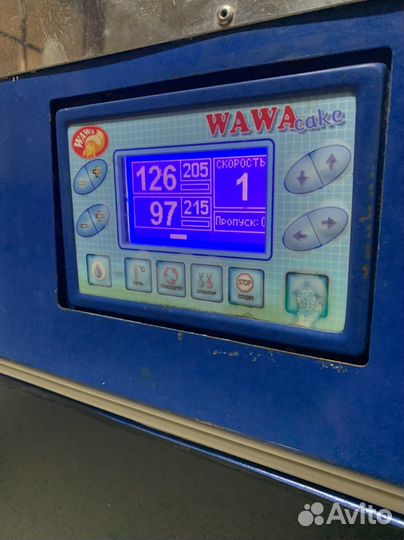 WAWA cake
WAWA
126 205
97 215
СКОРОСТЬ
1
Пропуск: 0
°C
STOP
Avito